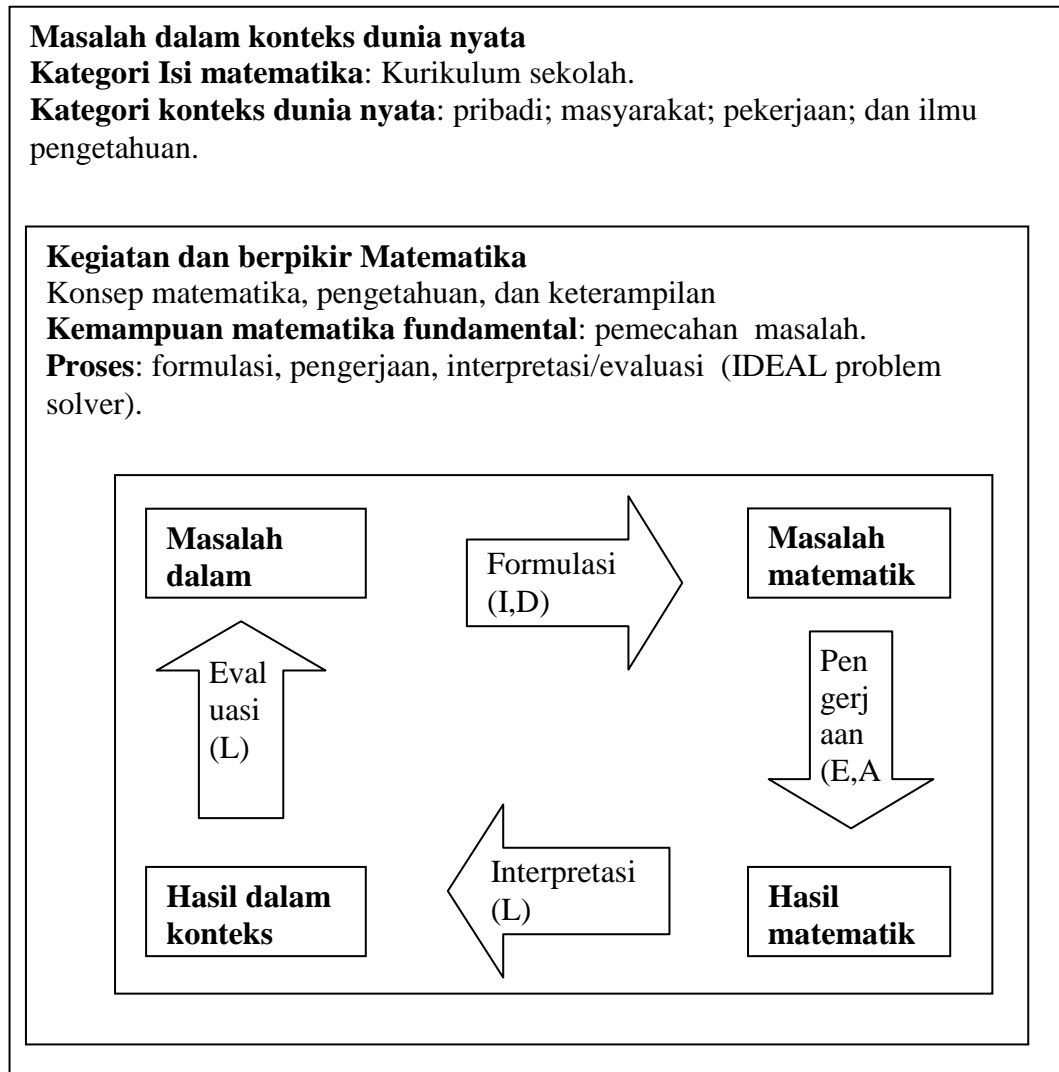 Masalah dalam konteks dunia nyata
Kategori Isi matematika: Kurikulum sekolah.
Kategori konteks dunia nyata: pribadi; masyarakat; pekerjaan; dan ilmu
pengetahuan.
Kegiatan dan berpikir Matematika
Konsep matematika, pengetahuan, dan keterampilan
Kemampuan matematika fundamental: pemecahan masalah.
Proses: formulasi, pengerjaan, interpretasi/evaluasi (IDEAL problem
solver).
Masalah
dalam
Formulasi
(I,D)
Masalah
matematik
Eval
uasi
(L)
Pen
gerj
aan
(E,A
Hasil dalam
konteks
Interpretasi
(L)
Hasil
matematik